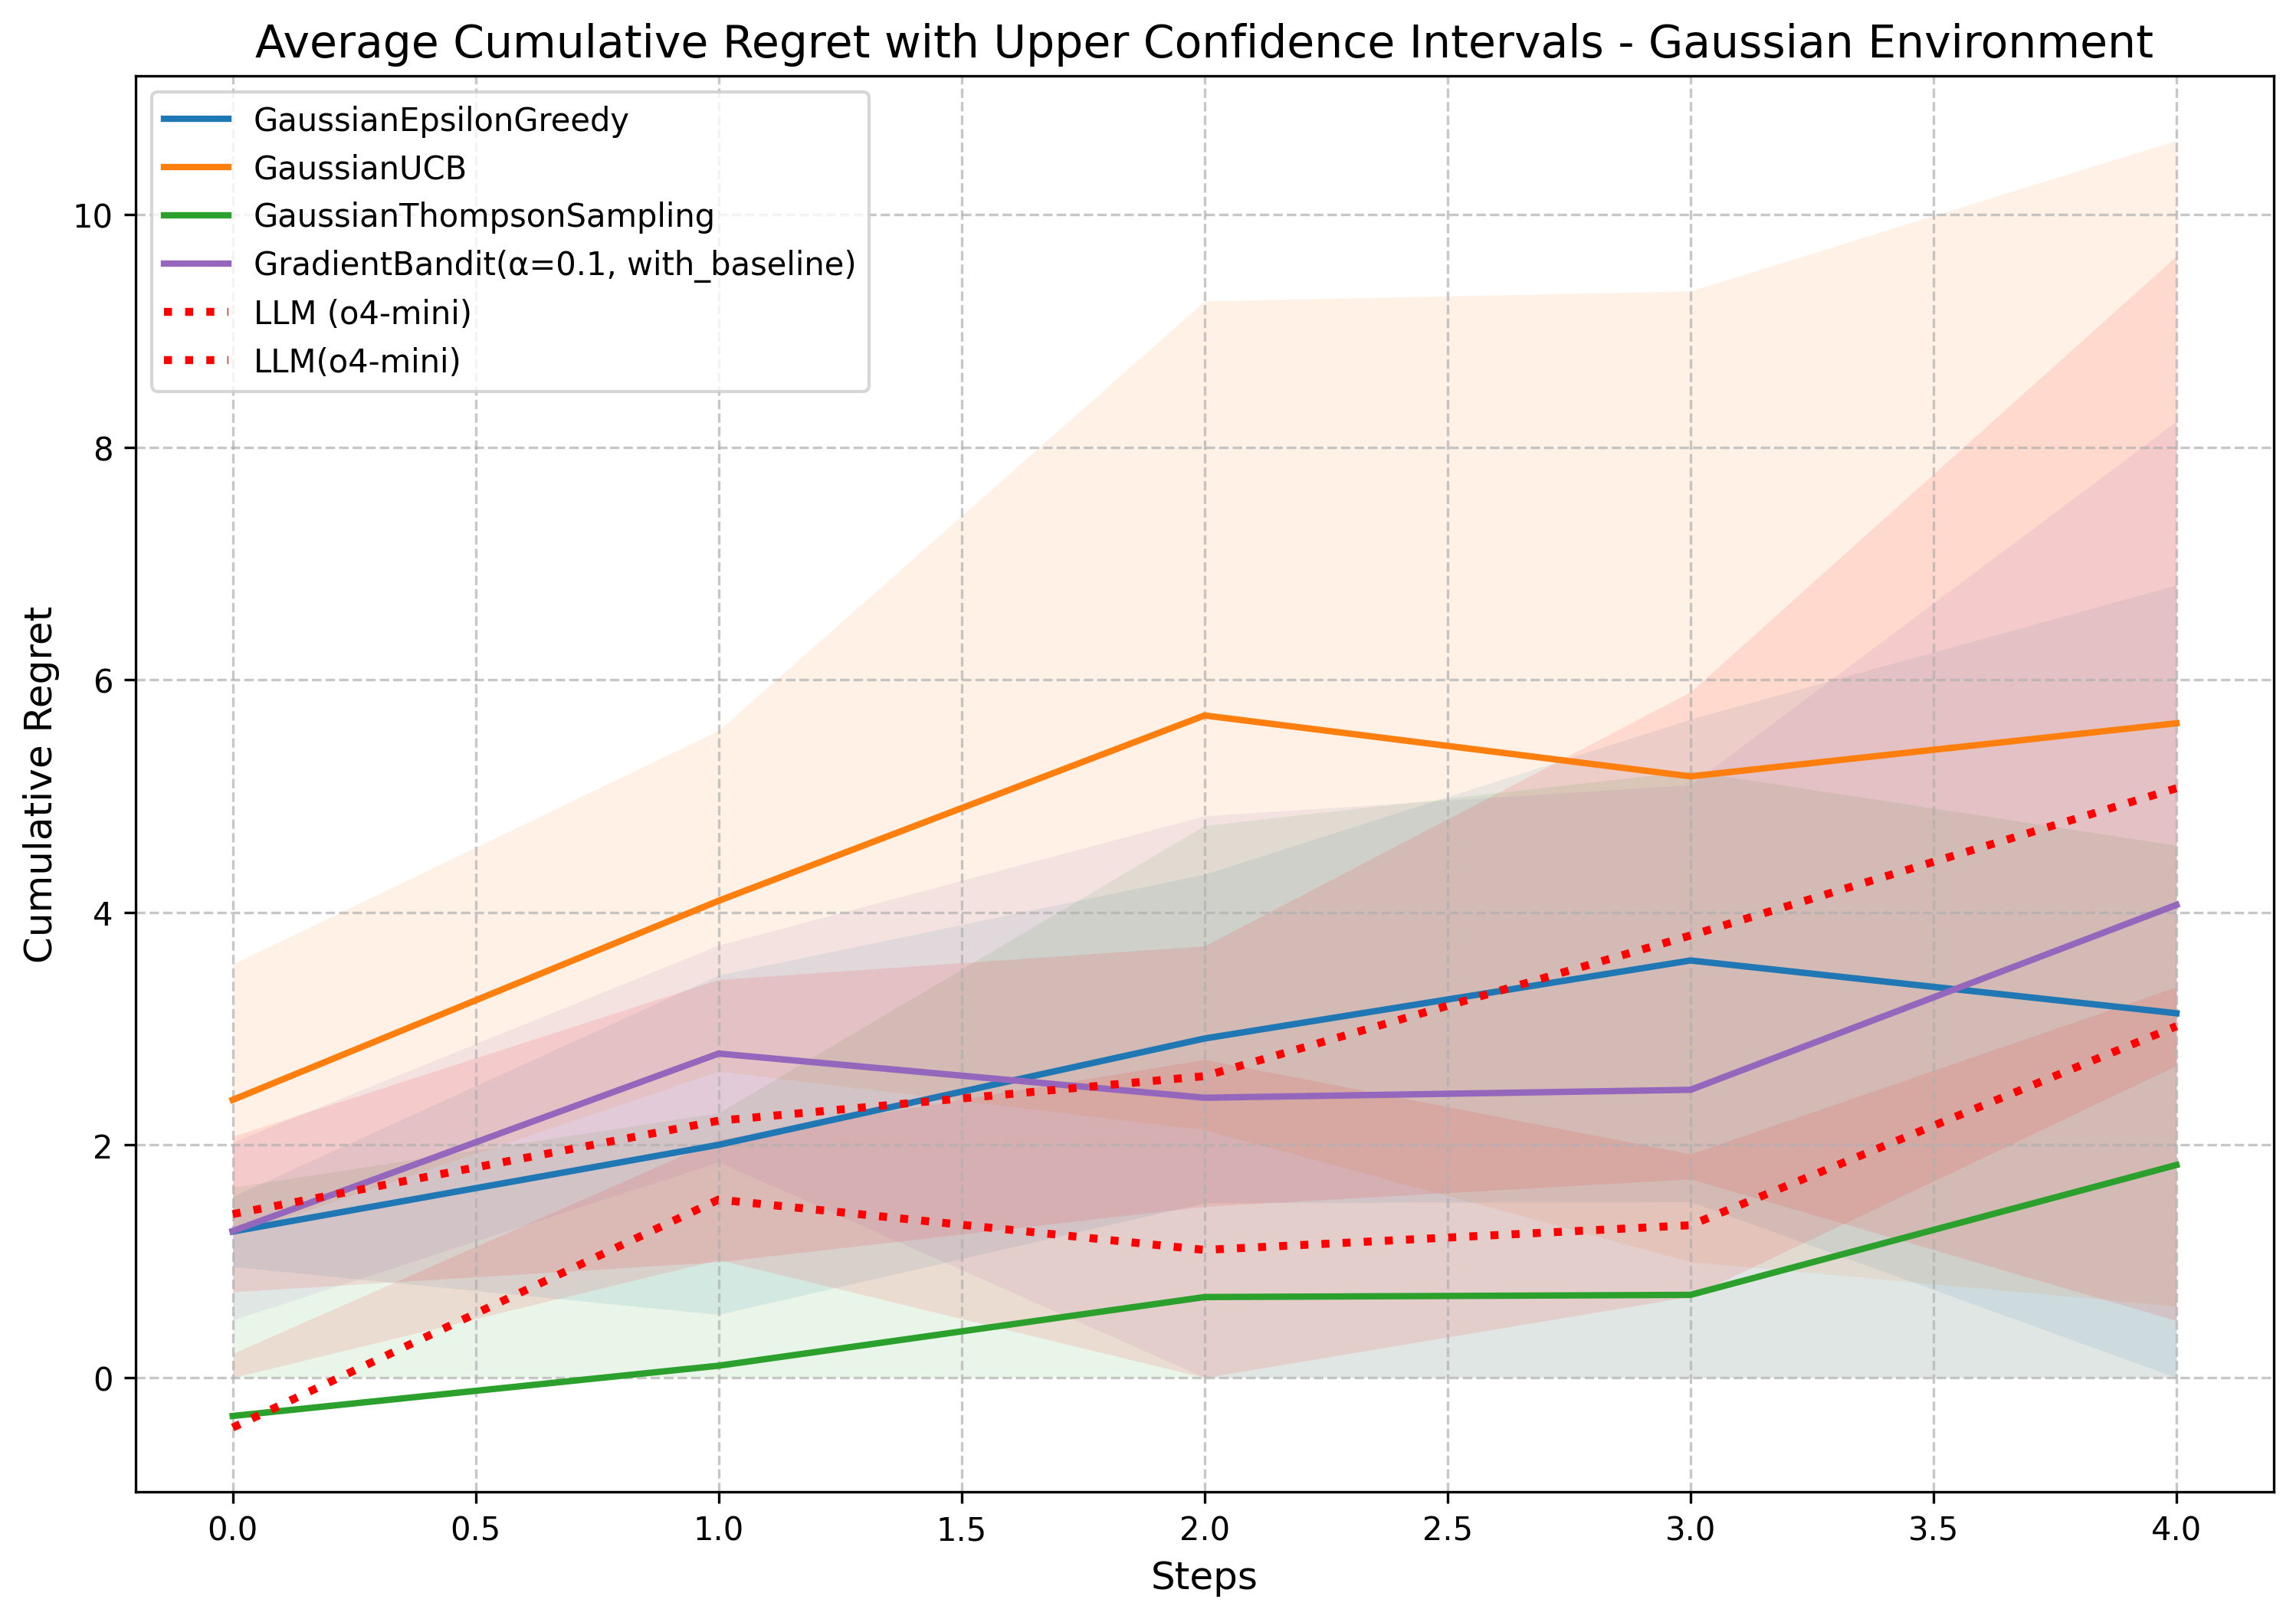 Average Cumulative Regret with Upper Confidence Intervals - Gaussian Environment
GaussianEpsilonGreedy
GaussianUCB
GaussianThompsonSampling
GradientBandit(α=0.1, with_baseline)
LLM (o4-mini)
LLM(o4-mini)
10
8
6
4
2
0
Cumulative Regret
0.0 0.5 1.0 1.5 2.0 2.5 3.0 3.5 4.0
Steps